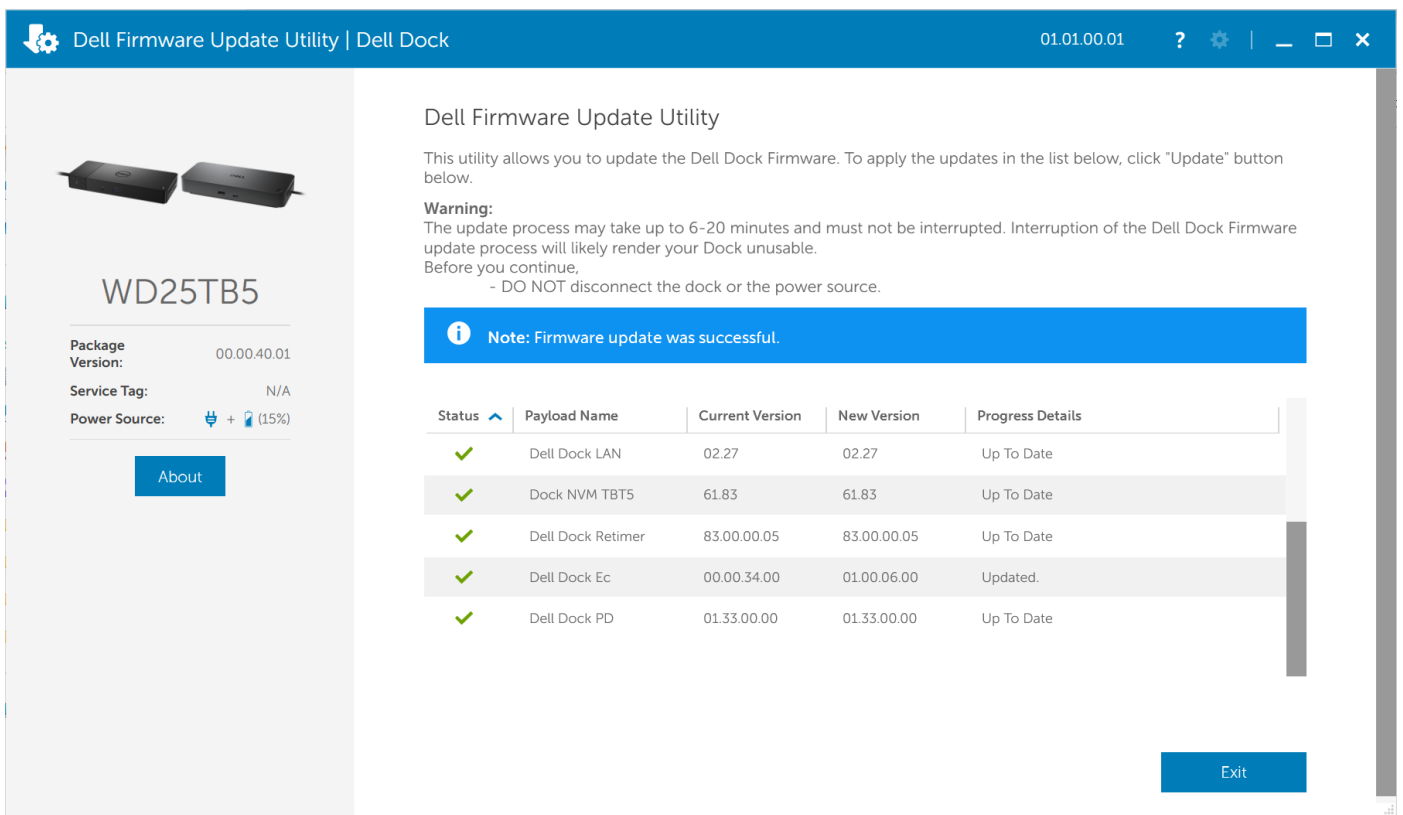 Dell Firmware Update Utility | Dell Dock
01.01.00.01
?
Dell Firmware Update Utility
This utility allows you to update the Dell Dock Firmware. To apply the updates in the list below, click "Update" button
below.
Warning:
The update process may take up to 6-20 minutes and must not be interrupted. Interruption of the Dell Dock Firmware
update process will likely render your Dock unusable.
Before you continue,
- DO NOT disconnect the dock or the power source.
Note: Firmware update was successful.
WD25TB5
Package
Version:
00.00.40.01
Service Tag: N/A
Power Source: + (15%)
About
Status Payload Name Current Version New Version Progress Details
Dell Dock LAN 02.27 02.27 Up To Date
Dock NVM TBT5 61.83 61.83 Up To Date
Dell Dock Retimer 83.00.00.05 83.00.00.05 Up To Date
Dell Dock Ec 00.00.34.00 01.00.06.00 Updated.
Dell Dock PD 01.33.00.00 01.33.00.00 Up To Date
Exit